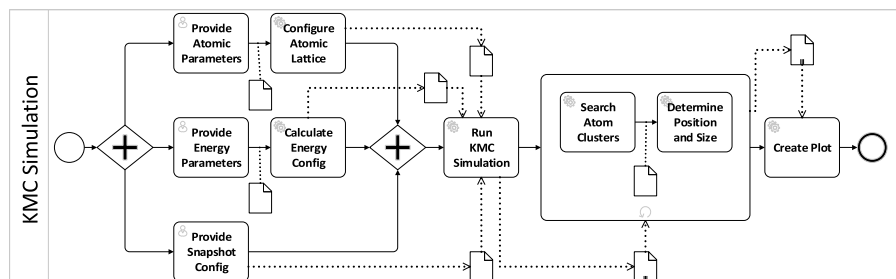 KMC Simulation
Provide
Atomic
Parameters
Configure
Atomic
Lattice
Provide
Energy
Parameters
Calculate
Energy
Config
Provide
Snapshot
Config
Run
KMC
Simulation
Search
Atom
Clusters
Determine
Position
and Size
Create Plot